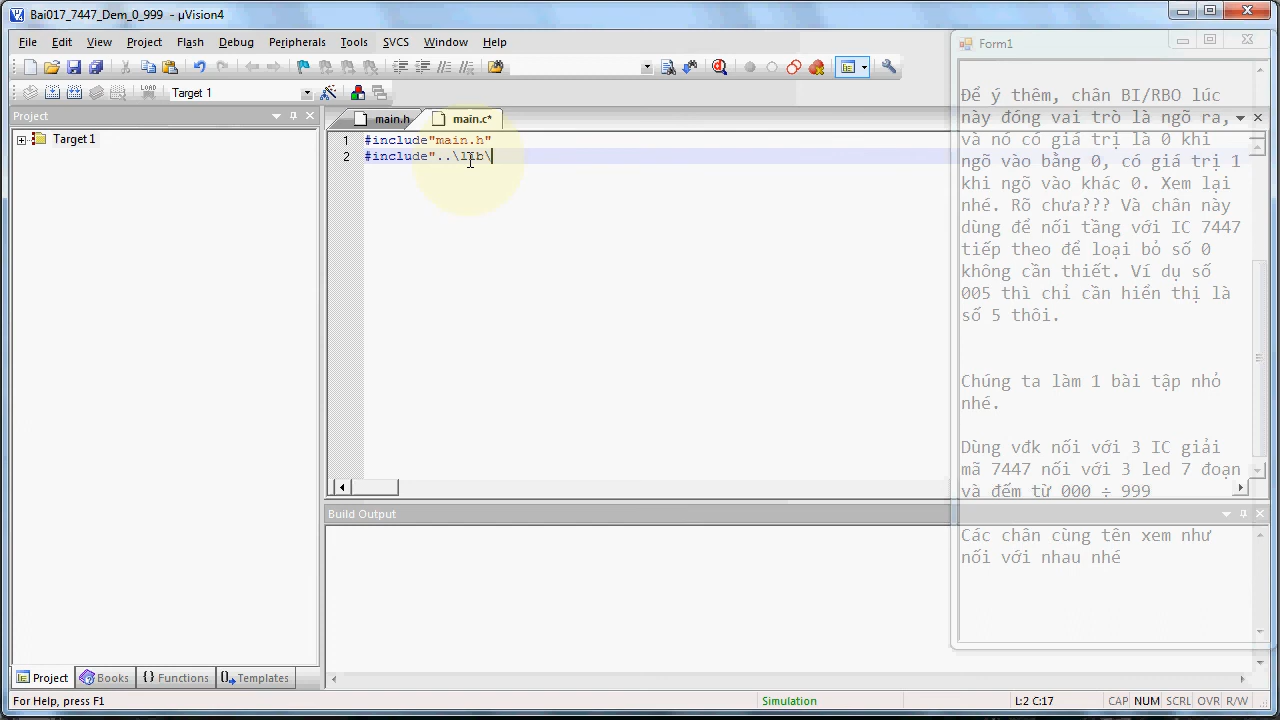 Bai017_7447_Dem_0_999 - µVision4
File Edit View Project Flash Debug Peripherals Tools SVCS Window Help
LOAD Target 1
Project
Target 1
main.h main.c*
1 #include"main.h"
2 #include"..\lib\
Form1
Để ý thêm, chân BI/RBO lúc
này đóng vai trò là ngõ ra,
và nó có giá trị là 0 khi
ngõ vào bằng 0, có giá trị 1
khi ngõ vào khác 0. Xem lại
nhé. Rõ chưa??? Và chân này
dùng để nối tầng với IC 7447
tiếp theo để loại bỏ số 0
không cần thiết. Ví dụ số
005 thì chỉ cần hiển thị là
số 5 thôi.
Chúng ta làm 1 bài tập nhỏ
nhé.
Dùng vđk nối với 3 IC giải
mã 7447 nối với 3 led 7 đoạn
và đếm từ 000 ÷ 999
Các chân cùng tên xem như
nối với nhau nhé
Build Output
Project Books Functions Templates
For Help, press F1
Simulation
L:2 C:17
CAP NUM SCRL OVR R/W